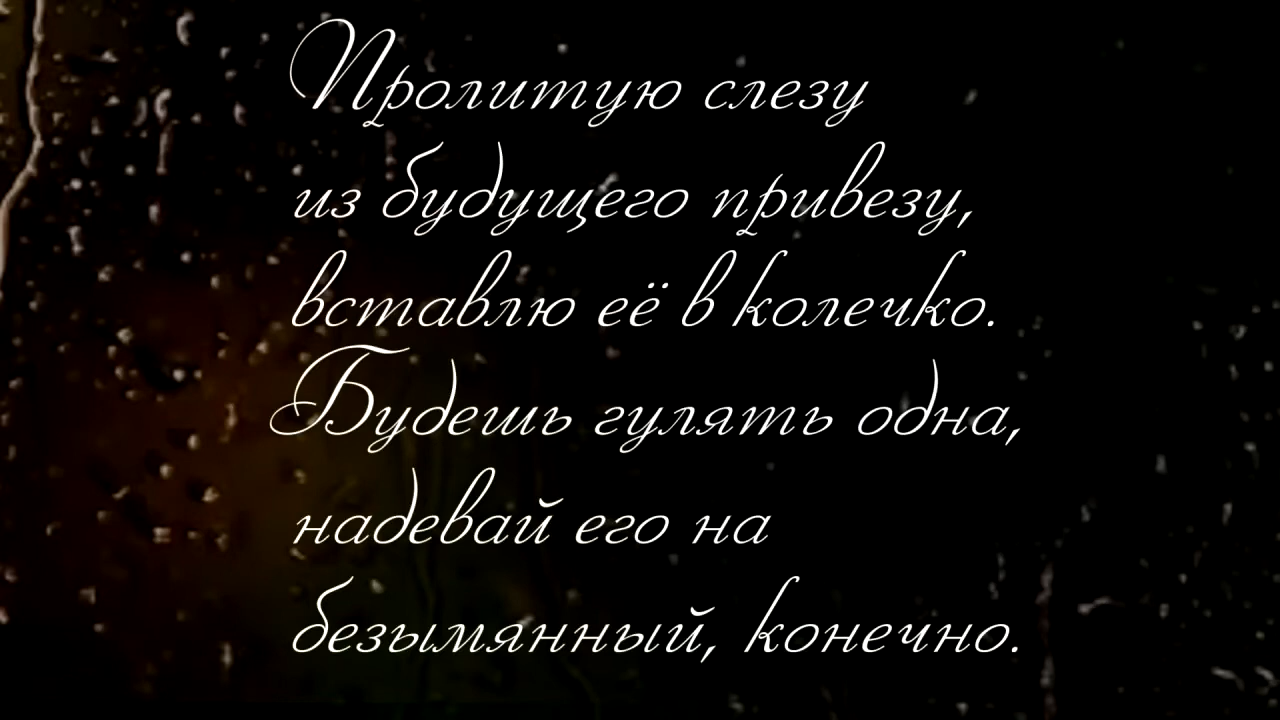 Пролитую слезу
из будущего привезу,
вставлю её в колечко.
Будешь гулять одна,
надевай его на
безымянный, конечно.